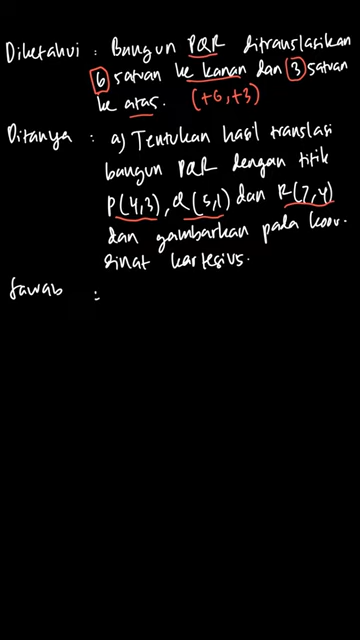 Diketahui : Bangun PQR ditranslasikan
6 satuan ke kanan dan 3 satuan
ke atas. (+6, +3)
Ditanya : a) Tentukan hasil translasi
bangun PQR dengan titik
P(4,3), Q(5,1) dan R(7,4)
dan gambarkan pada koor-
dinat kartesius.
Jawab :